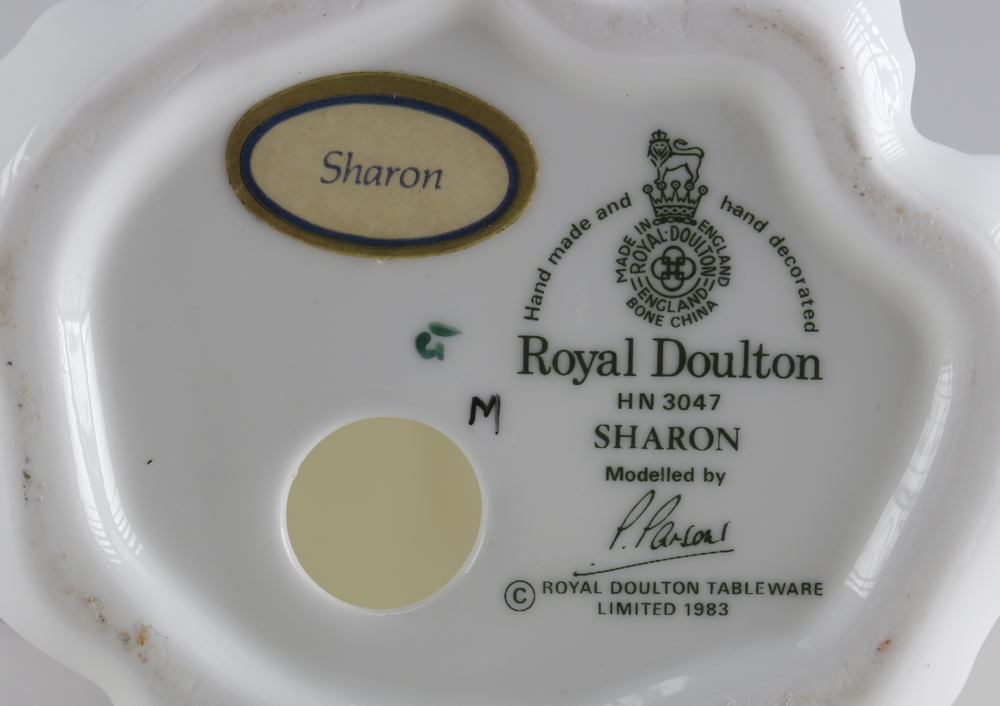 Sharon
Hand made and hand decorated
MADE IN ENGLAND
ROYAL·DOULTON
ENGLAND
BONE CHINA
Royal Doulton
HN 3047
SHARON
Modelled by
P. Parsons
© ROYAL DOULTON TABLEWARE
LIMITED 1983
M